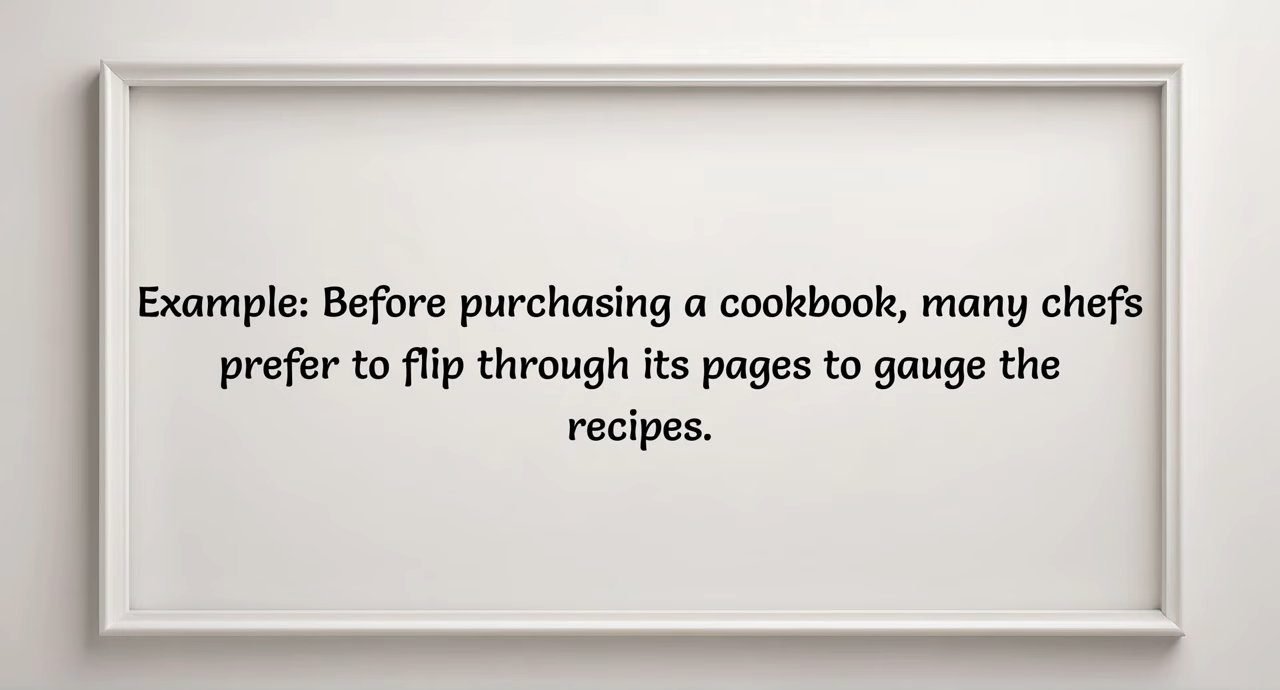 Example: Before purchasing a cookbook, many chefs
prefer to flip through its pages to gauge the
recipes.